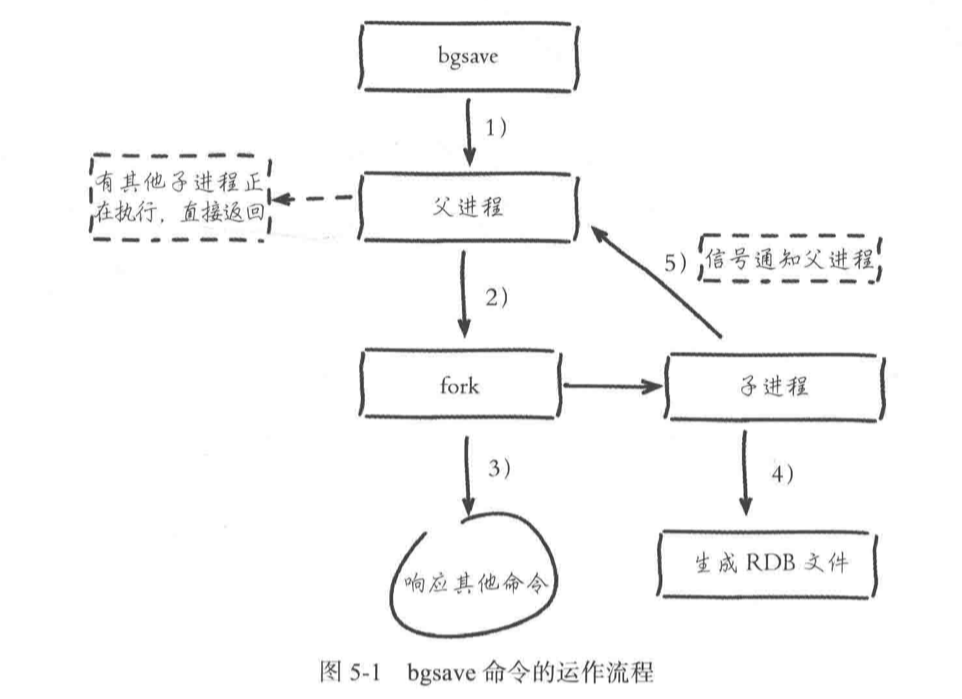 bgsave
1)
有其他子进程正
在执行，直接返回
父进程
5)
信号通知父进程
2)
fork
子进程
3)
4)
响应其他命令
生成 RDB 文件
图 5-1 bgsave 命令的运作流程